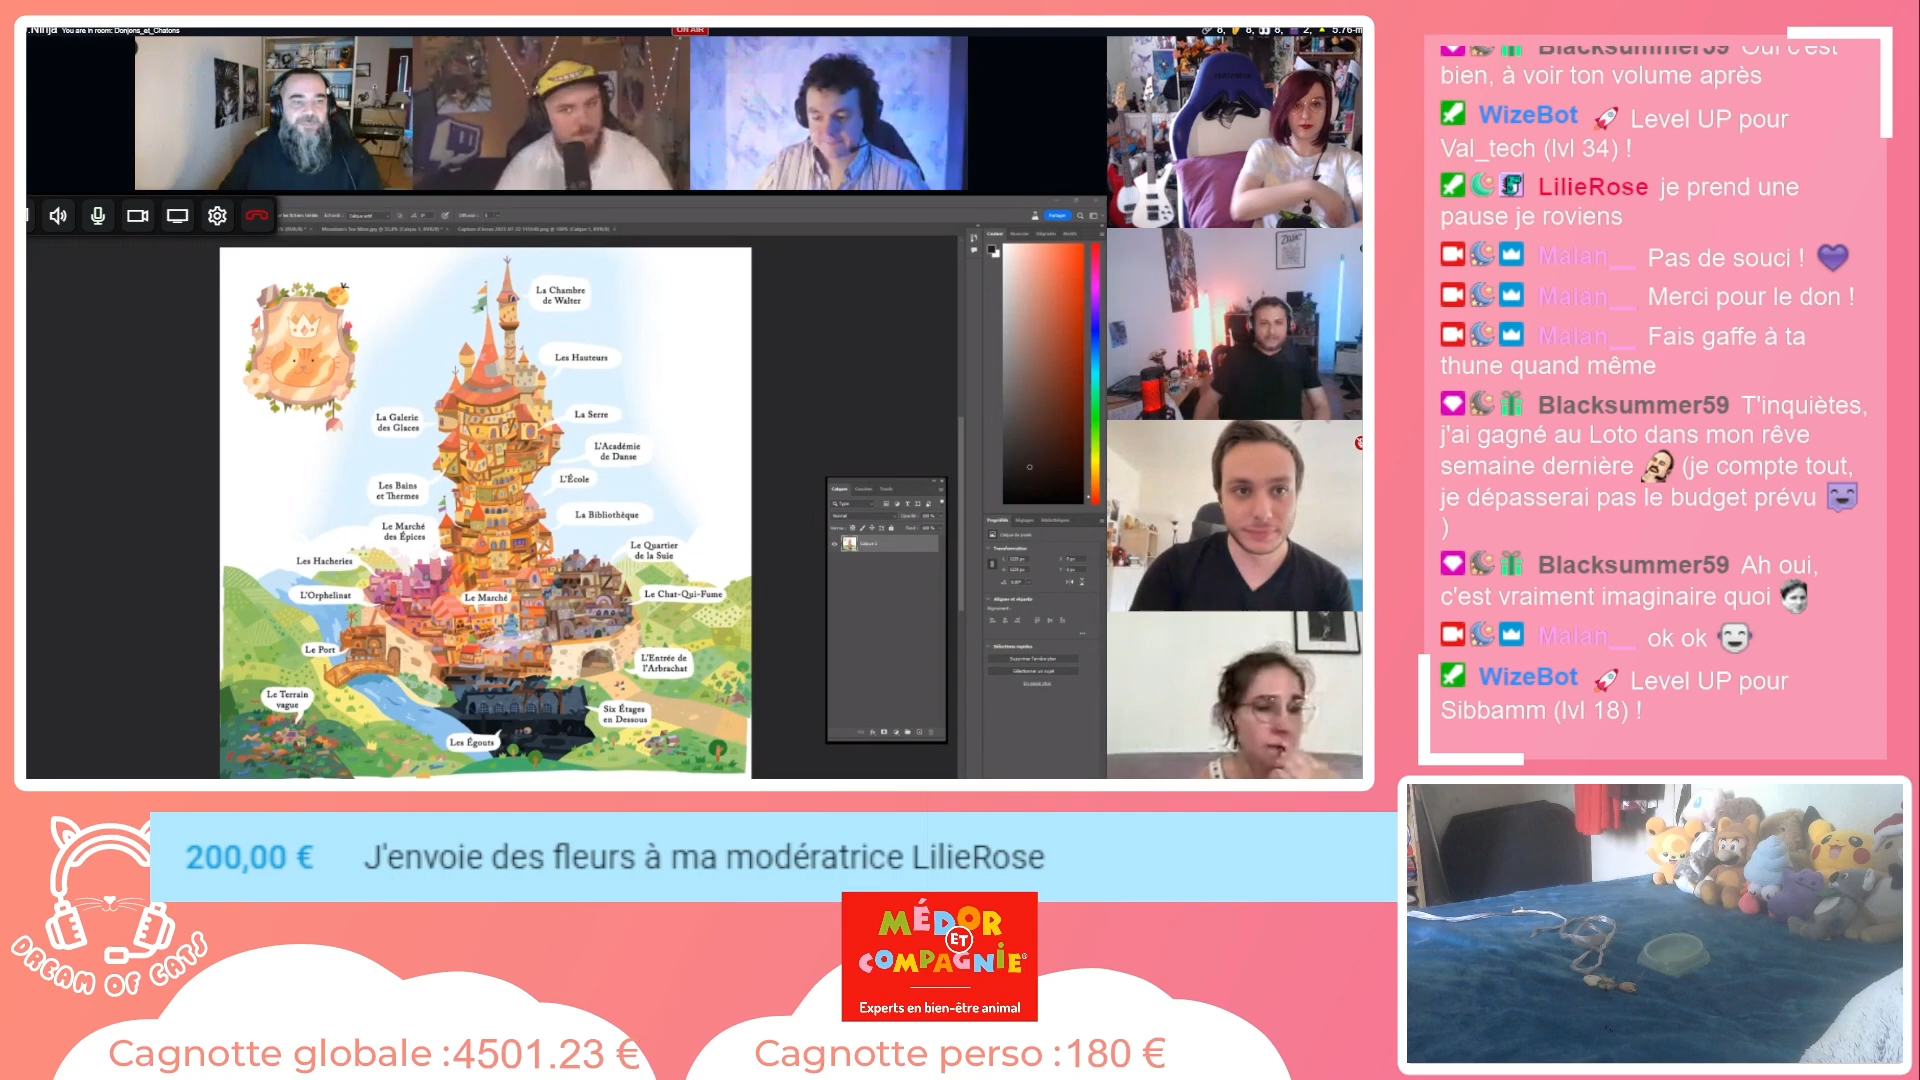 .Ninja You are in room: Donjons_et_Chatons
ON AIR
La Chambre
de Walter
Les Hauteurs
La Serre
La Galerie
des Glaces
L'Académie
de Danse
L'École
Les Bains
et Thermes
La Bibliothèque
Le Marché
des Épices
Le Quartier
de la Suie
Les Hacheries
L'Orphelinat
Le Marché
Le Chat-Qui-Fume
Le Port
L'Entrée de
l'Arbrachat
Le Terrain
vague
Six Étages
en Dessous
Les Égouts
Blacksummer59 Oui c'est
bien, à voir ton volume après
WizeBot Level UP pour
Val_tech (lvl 34) !
LilieRose je prend une
pause je roviens
Malan__ Pas de souci !
Malan__ Merci pour le don !
Malan__ Fais gaffe à ta
thune quand même
Blacksummer59 T'inquiètes,
j'ai gagné au Loto dans mon rêve
semaine dernière (je compte tout,
je dépasserai pas le budget prévu
)
Blacksummer59 Ah oui,
c'est vraiment imaginaire quoi
Malan__ ok ok
WizeBot Level UP pour
Sibbamm (lvl 18) !
200,00 € J'envoie des fleurs à ma modératrice LilieRose
DREAM OF CATS
MÉDOR
ET
COMPAGNIE
Experts en bien-être animal
Cagnotte globale :4501.23 €
Cagnotte perso :180 €